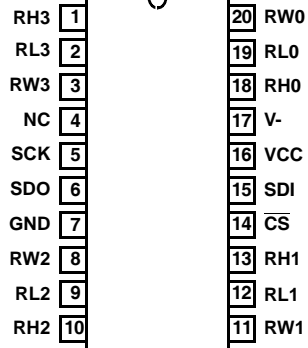 RH3 1 20 RW0
RL3 2 19 RL0
RW3 3 18 RH0
NC 4 17 V-
SCK 5 16 VCC
SDO 6 15 SDI
GND 7 14 C̅S̅
RW2 8 13 RH1
RL2 9 12 RL1
RH2 10 11 RW1